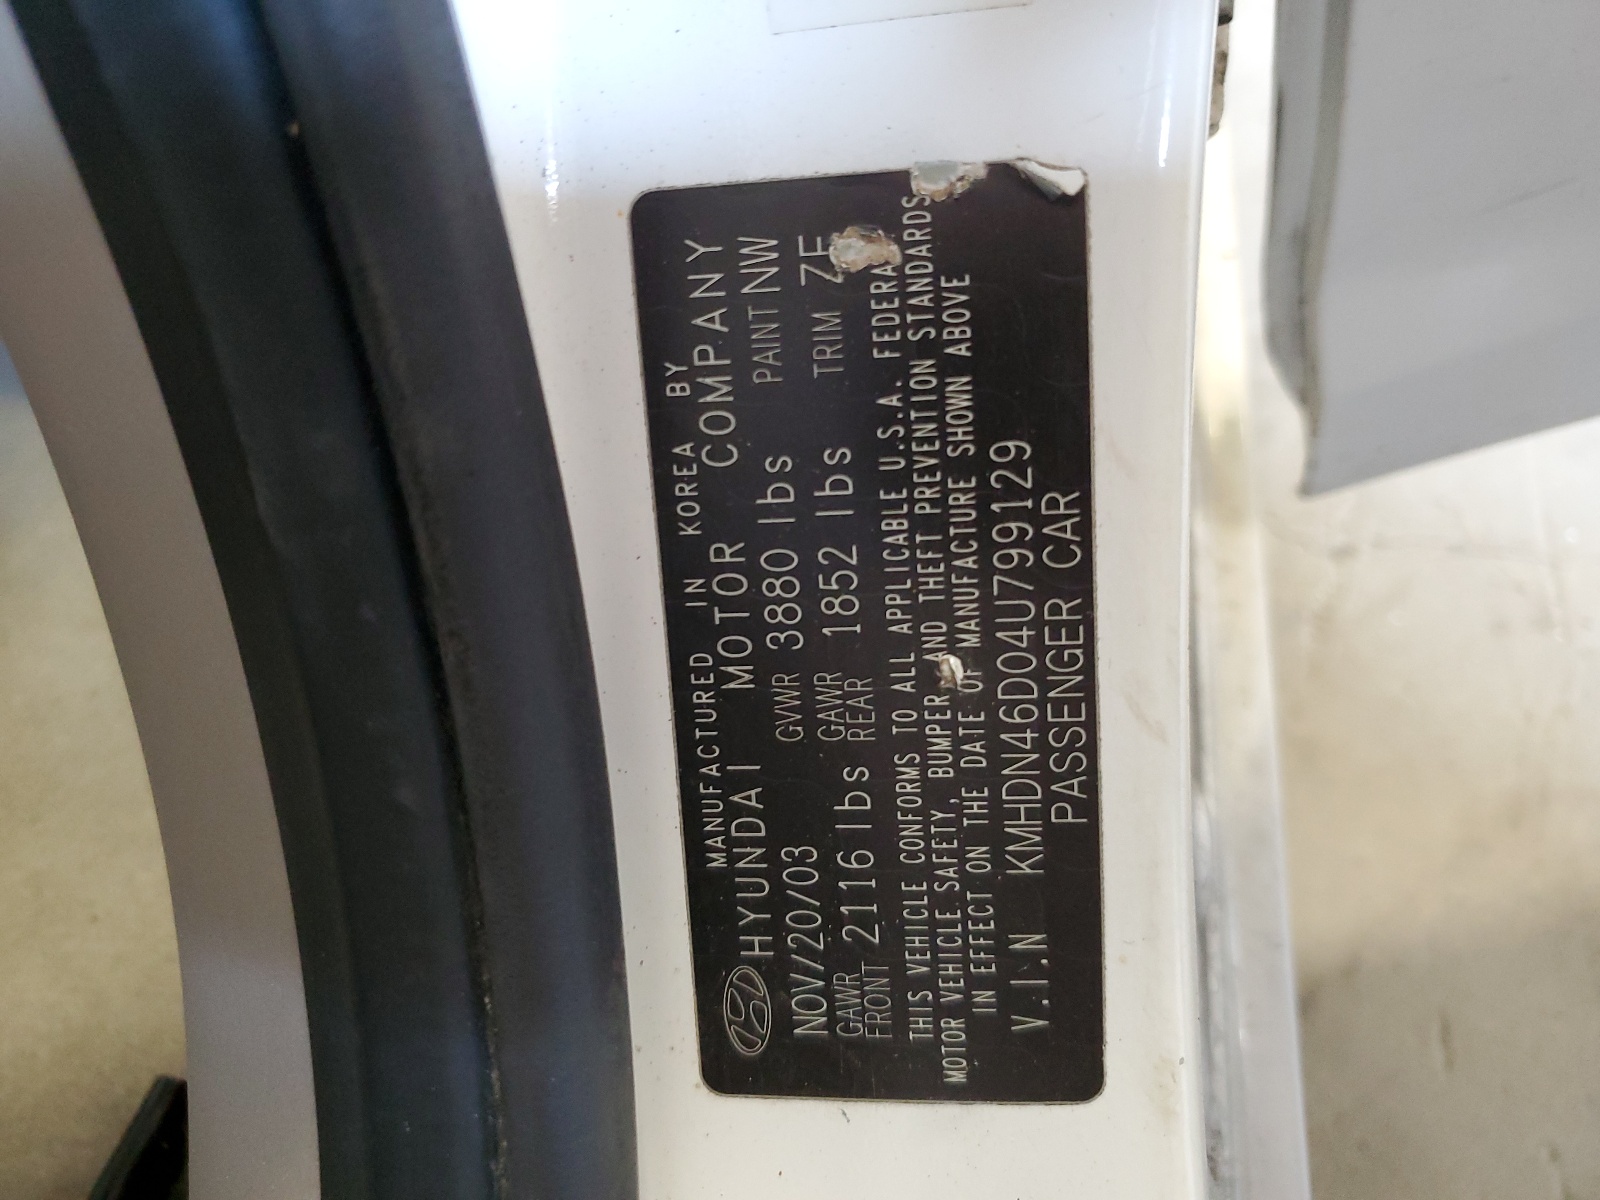 MANUFACTURED IN KOREA BY
HYUNDAI MOTOR COMPANY
NOV/20/03 GVWR 3880 lbs PAINT NW
GAWR FRONT 2116 lbs GAWR REAR 1852 lbs TRIM
THIS VEHICLE CONFORMS TO ALL APPLICABLE U.S.A. FEDERA
MOTOR VEHICLE SAFETY, BUMPER AND THEFT PREVENTION STANDARDS
IN EFFECT ON THE DATE OF MANUFACTURE SHOWN ABOVE
V.I.N KMHDN46D04U799129
PASSENGER CAR